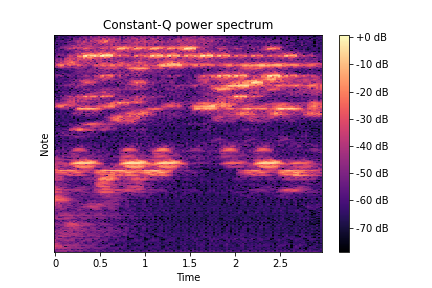 Constant-Q power spectrum
Note
+0 dB
-10 dB
-20 dB
-30 dB
-40 dB
-50 dB
-60 dB
-70 dB
0 0.5 1 1.5 2 2.5
Time